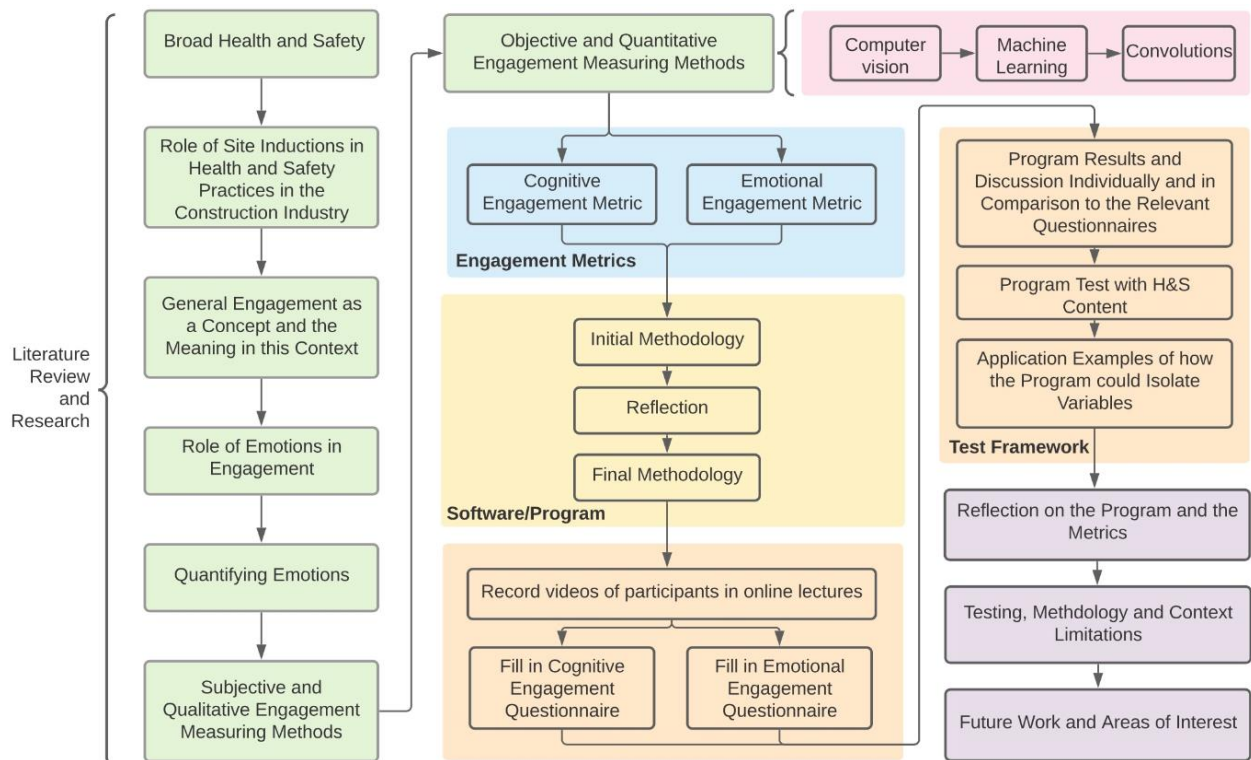 Literature
Review
and
Research
Broad Health and Safety
Role of Site Inductions in
Health and Safety
Practices in the
Construction Industry
General Engagement as
a Concept and the
Meaning in this Context
Role of Emotions in
Engagement
Quantifying Emotions
Subjective and
Qualitative Engagement
Measuring Methods
Objective and Quantitative
Engagement Measuring Methods
Computer
vision
Machine
Learning
Convolutions
Cognitive
Engagement Metric
Emotional
Engagement Metric
Engagement Metrics
Initial Methodology
Reflection
Final Methodology
Software/Program
Record videos of participants in online lectures
Fill in Cognitive
Engagement
Questionnaire
Fill in Emotional
Engagement
Questionnaire
Program Results and
Discussion Individually and in
Comparison to the Relevant
Questionnaires
Program Test with H&S
Content
Application Examples of how
the Program could Isolate
Variables
Test Framework
Reflection on the Program and the
Metrics
Testing, Methdology and Context
Limitations
Future Work and Areas of Interest